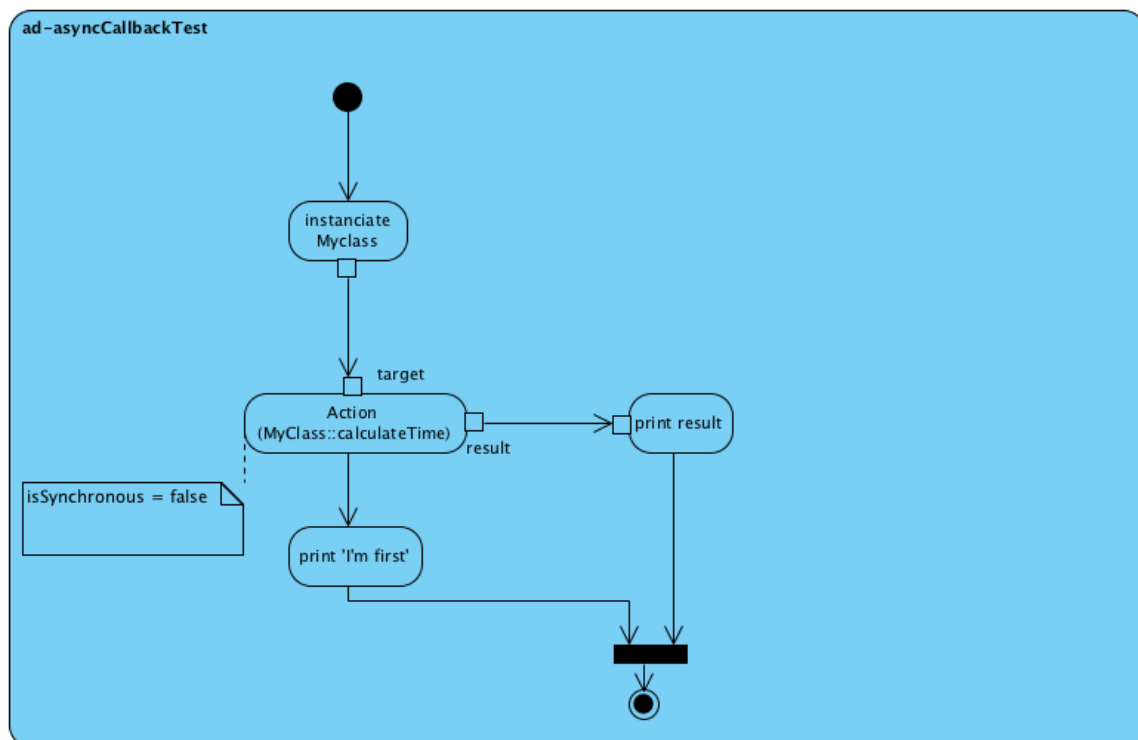 ad-asyncCallbackTest
instanciate
Myclass
target
Action
(MyClass::calculateTime)
result
print result
isSynchronous = false
print 'I'm first'